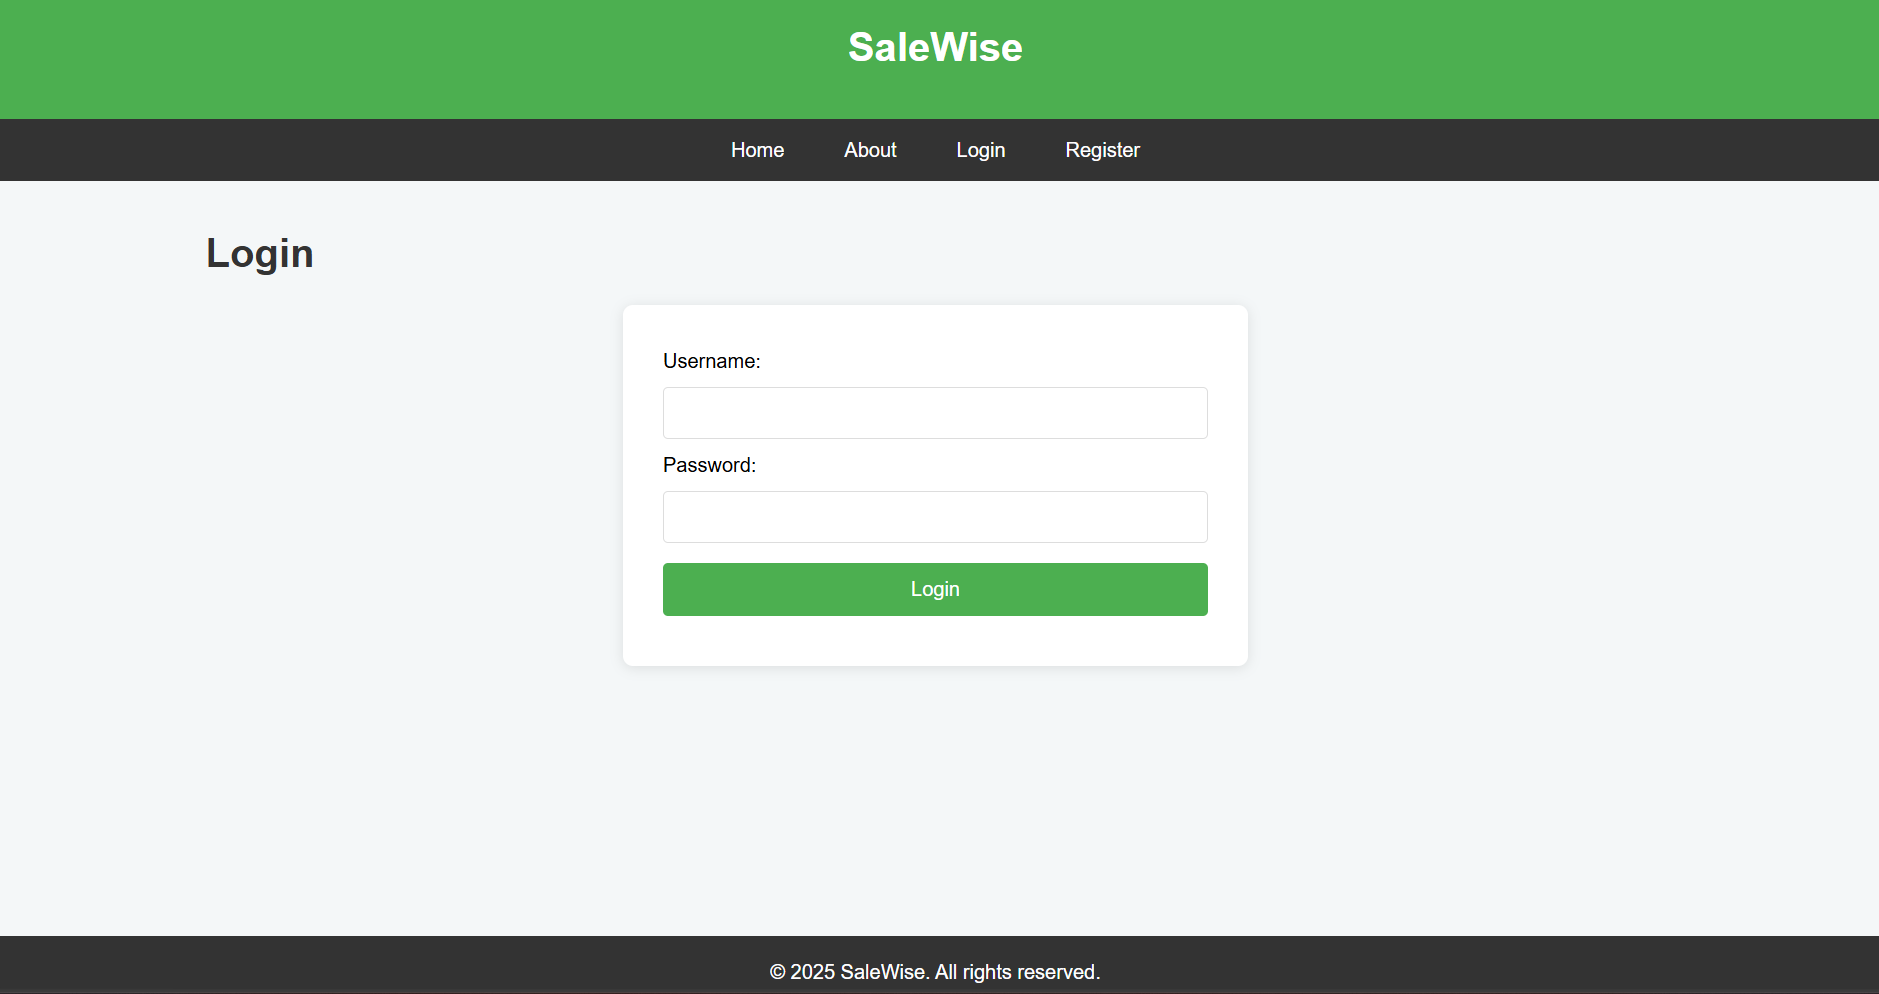 SaleWise
Home About Login Register
Login
Username:
Password:
Login
© 2025 SaleWise. All rights reserved.